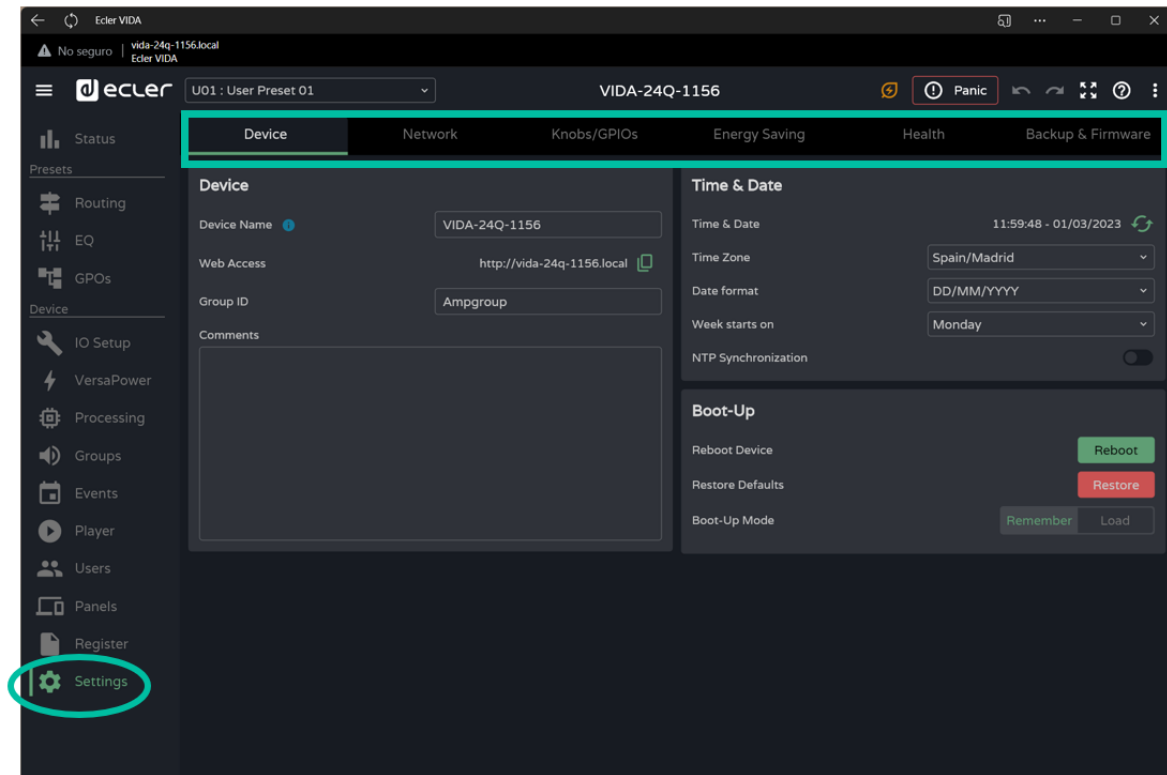 Ecler VIDA
No seguro | vida-24q-1156.local
Ecler VIDA
ecler
U01 : User Preset 01
VIDA-24Q-1156
Panic
Status
Presets
Routing
EQ
GPOs
Device
IO Setup
VersaPower
Processing
Groups
Events
Player
Users
Panels
Register
Settings
Device Network Knobs/GPIOs Energy Saving Health Backup & Firmware
Device
Device Name VIDA-24Q-1156
Web Access http://vida-24q-1156.local
Group ID Ampgroup
Comments
Time & Date
Time & Date 11:59:48 - 01/03/2023
Time Zone Spain/Madrid
Date format DD/MM/YYYY
Week starts on Monday
NTP Synchronization
Boot-Up
Reboot Device Reboot
Restore Defaults Restore
Boot-Up Mode Remember Load